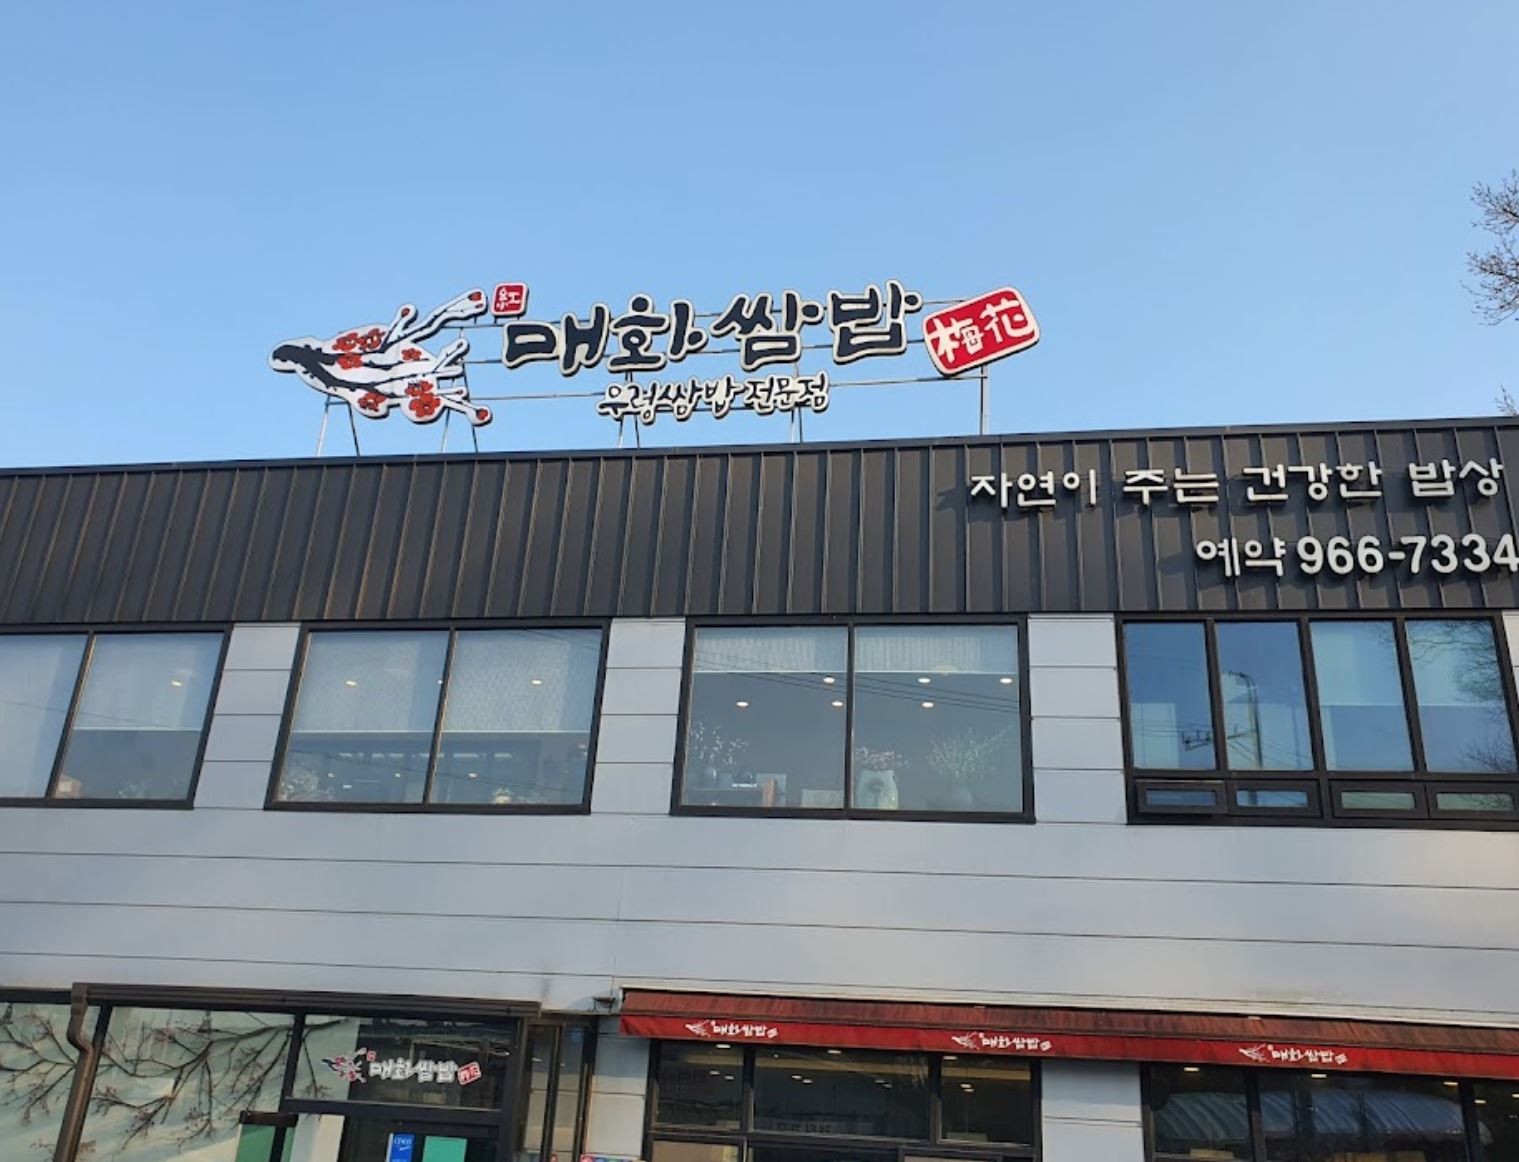 紅 매화쌈밥 梅花
우렁쌈밥 전문점
자연이 주는 건강한 밥상
예약 966-7334
매화쌈밥
매화쌈밥
매화쌈밥
매화쌈밥